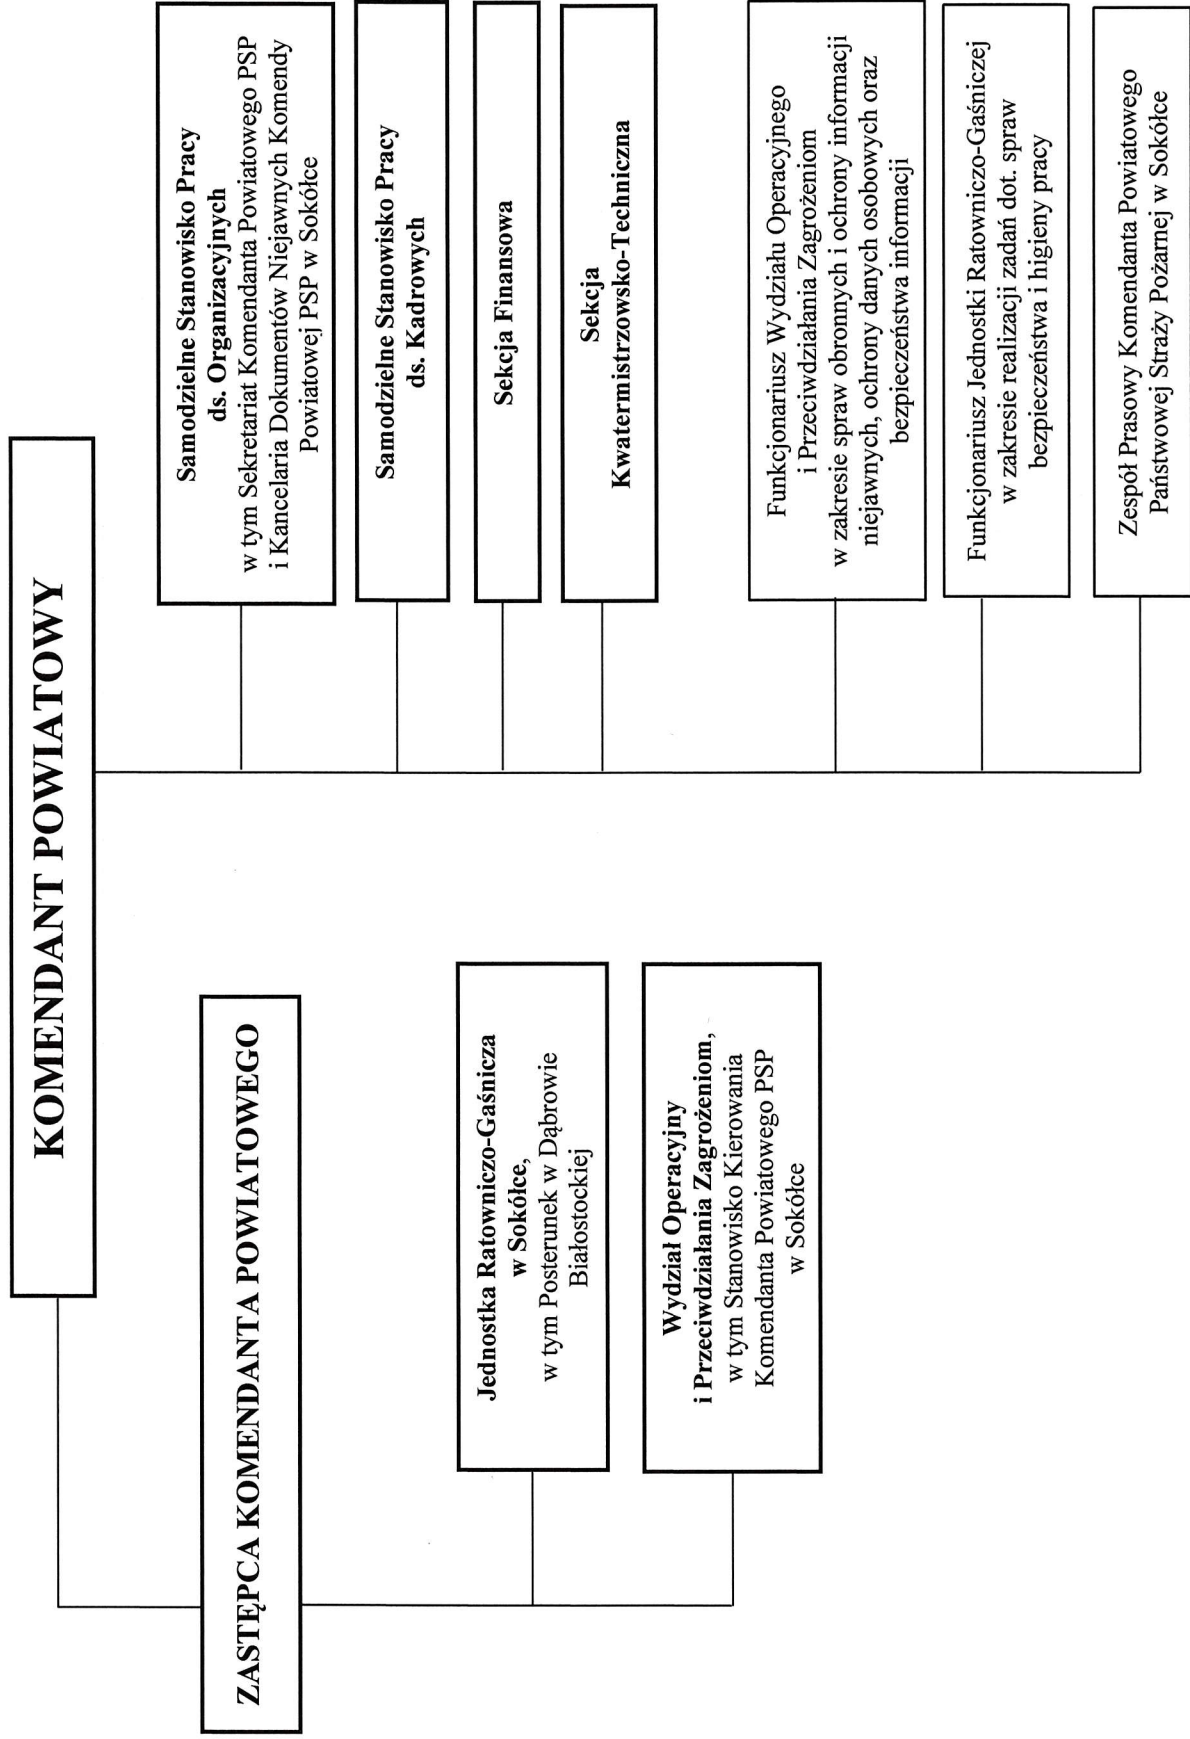 KOMENDANT POWIATOWY
ZASTĘPCA KOMENDANTA POWIATOWEGO
Jednostka Ratowniczo-Gaśnicza
w Sokółce,
w tym Posterunek w Dąbrowie
Białostockiej
Wydział Operacyjny
i Przeciwdziałania Zagrożeniom,
w tym Stanowisko Kierowania
Komendanta Powiatowego PSP
w Sokółce
Samodzielne Stanowisko Pracy
ds. Organizacyjnych
w tym Sekretariat Komendanta Powiatowego PSP
i Kancelaria Dokumentów Niejawnych Komendy
Powiatowej PSP w Sokółce
Samodzielne Stanowisko Pracy
ds. Kadrowych
Sekcja Finansowa
Sekcja
Kwatermistrzowsko-Techniczna
Funkcjonariusz Wydziału Operacyjnego
i Przeciwdziałania Zagrożeniom
w zakresie spraw obronnych i ochrony informacji
niejawnych, ochrony danych osobowych oraz
bezpieczeństwa informacji
Funkcjonariusz Jednostki Ratowniczo-Gaśniczej
w zakresie realizacji zadań dot. spraw
bezpieczeństwa i higieny pracy
Zespół Prasowy Komendanta Powiatowego
Państwowej Straży Pożarnej w Sokółce